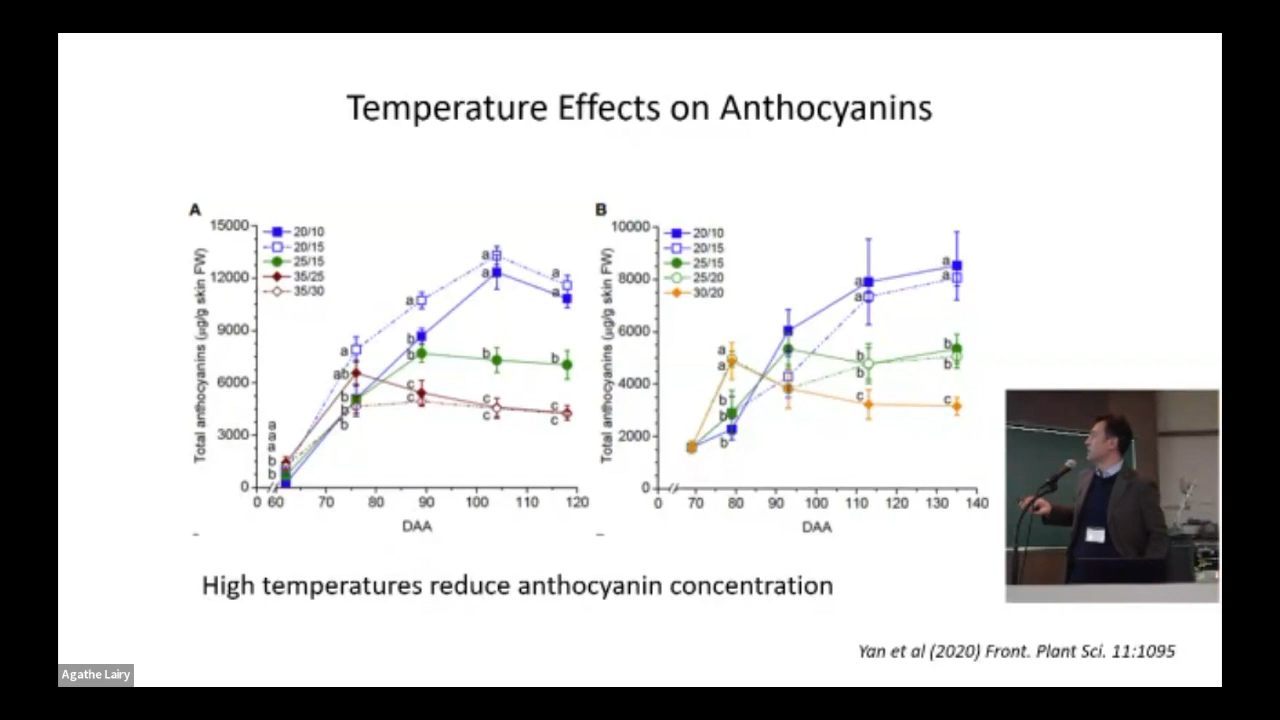 Temperature Effects on Anthocyanins
A
15000
12000
9000
6000
3000
0
Total anthocyanins (µg/g skin FW)
20/10
20/15
25/15
35/25
35/30
a
a
a
b
b
a
ab
b
b
b
a
b
b
c
c
a
a
b
c
c
a
a
b
c
c
0 60 70 80 90 100 110 120
DAA
B
10000
8000
6000
4000
2000
0
Total anthocyanins (µg/g skin FW)
20/10
20/15
25/15
25/20
30/20
a
a
b
b
b
a
a
b
b
c
a
a
b
b
c
0 70 80 90 100 110 120 130 140
DAA
High temperatures reduce anthocyanin concentration
Yan et al (2020) Front. Plant Sci. 11:1095
Agathe Lairy